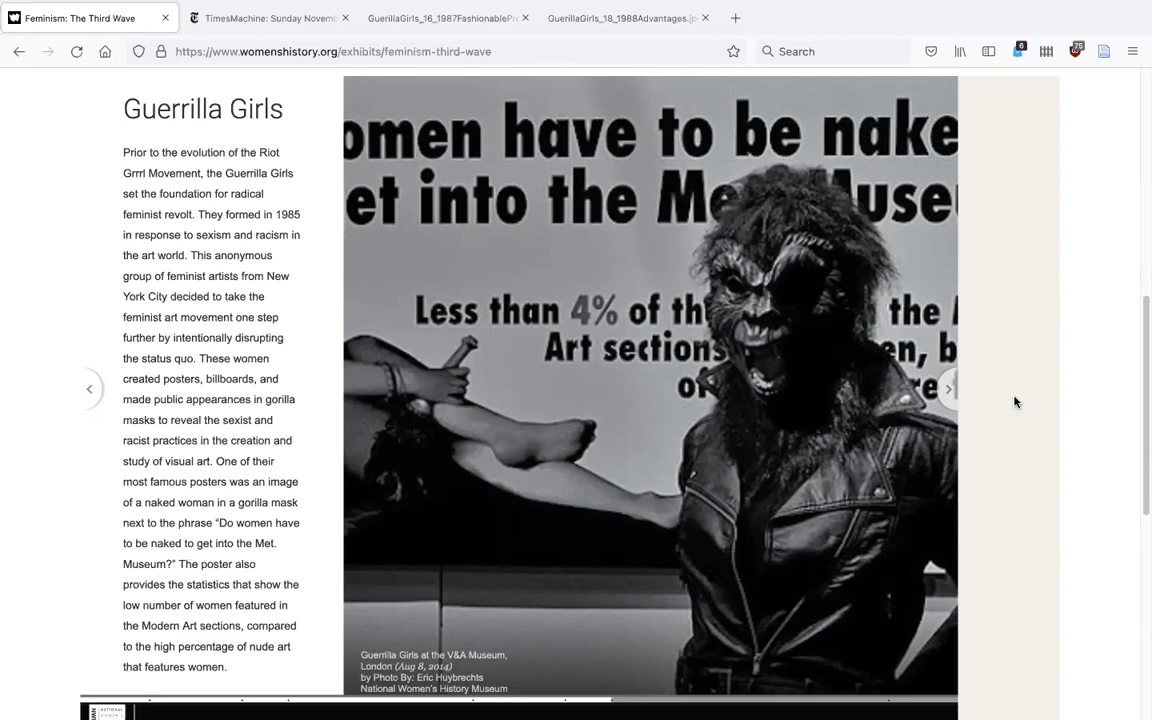 Feminism: The Third Wave
TimesMachine: Sunday Novemb
GuerillaGirls_16_1987FashionablePr
GuerillaGirls_18_1988Advantages.jp
https://www.womenshistory.org/exhibits/feminism-third-wave
Search
6
75
Guerrilla Girls
Prior to the evolution of the Riot
Grrrl Movement, the Guerrilla Girls
set the foundation for radical
feminist revolt. They formed in 1985
in response to sexism and racism in
the art world. This anonymous
group of feminist artists from New
York City decided to take the
feminist art movement one step
further by intentionally disrupting
the status quo. These women
created posters, billboards, and
made public appearances in gorilla
masks to reveal the sexist and
racist practices in the creation and
study of visual art. One of their
most famous posters was an image
of a naked woman in a gorilla mask
next to the phrase “Do women have
to be naked to get into the Met.
Museum?” The poster also
provides the statistics that show the
low number of women featured in
the Modern Art sections, compared
to the high percentage of nude art
that features women.
omen have to be nake
et into the Me Muse
Less than 4% of th the
Art sections en, b
of re
Guerrilla Girls at the V&A Museum,
London (Aug 8, 2014)
by Photo By: Eric Huybrechts
National Women's History Museum
NATIONAL